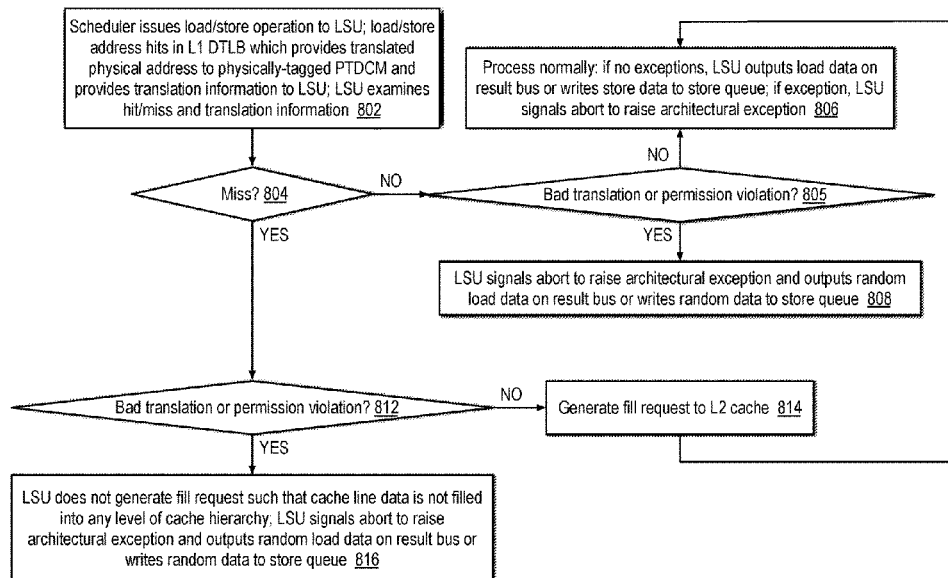 Scheduler issues load/store operation to LSU; load/store
address hits in L1 DTLB which provides translated
physical address to physically-tagged PTDCM and
provides translation information to LSU; LSU examines
hit/miss and translation information 802
Process normally: if no exceptions, LSU outputs load data on
result bus or writes store data to store queue; if exception, LSU
signals abort to raise architectural exception 806
NO
Miss? 804
NO
Bad translation or permission violation? 805
YES
YES
LSU signals abort to raise architectural exception and outputs random
load data on result bus or writes random data to store queue 808
Bad translation or permission violation? 812
NO
Generate fill request to L2 cache 814
YES
LSU does not generate fill request such that cache line data is not filled
into any level of cache hierarchy; LSU signals abort to raise
architectural exception and outputs random load data on result bus or
writes random data to store queue 816